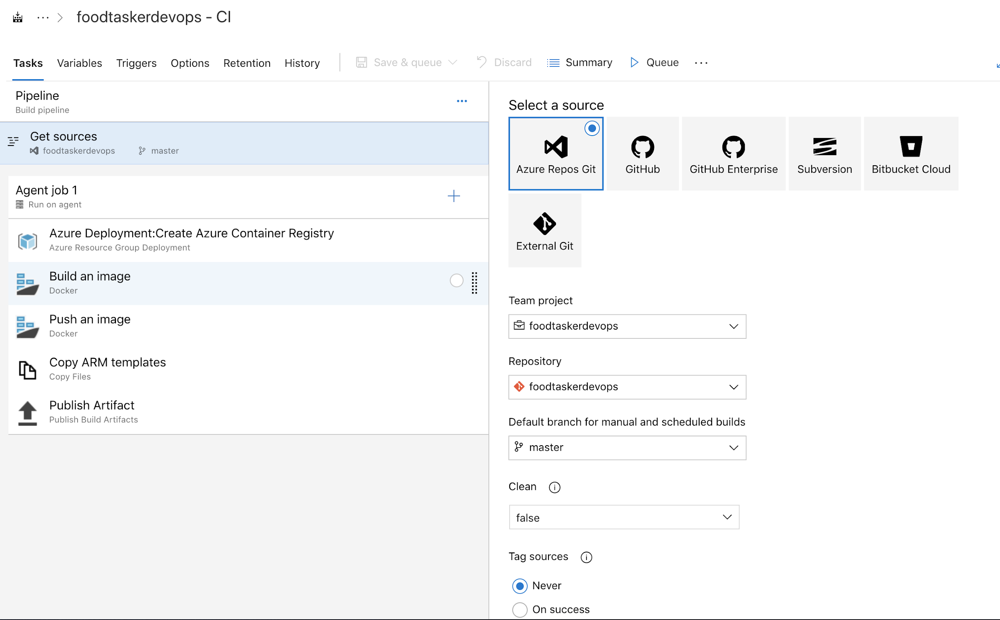 foodtaskerdevops - CI
Tasks Variables Triggers Options Retention History Save & queue Discard Summary Queue
Pipeline
Build pipeline
Get sources
foodtaskerdevops master
Agent job 1
Run on agent
Azure Deployment:Create Azure Container Registry
Azure Resource Group Deployment
Build an image
Docker
Push an image
Docker
Copy ARM templates
Copy Files
Publish Artifact
Publish Build Artifacts
Select a source
Azure Repos Git GitHub GitHub Enterprise Subversion Bitbucket Cloud
External Git
Team project
foodtaskerdevops
Repository
foodtaskerdevops
Default branch for manual and scheduled builds
master
Clean
false
Tag sources
Never
On success